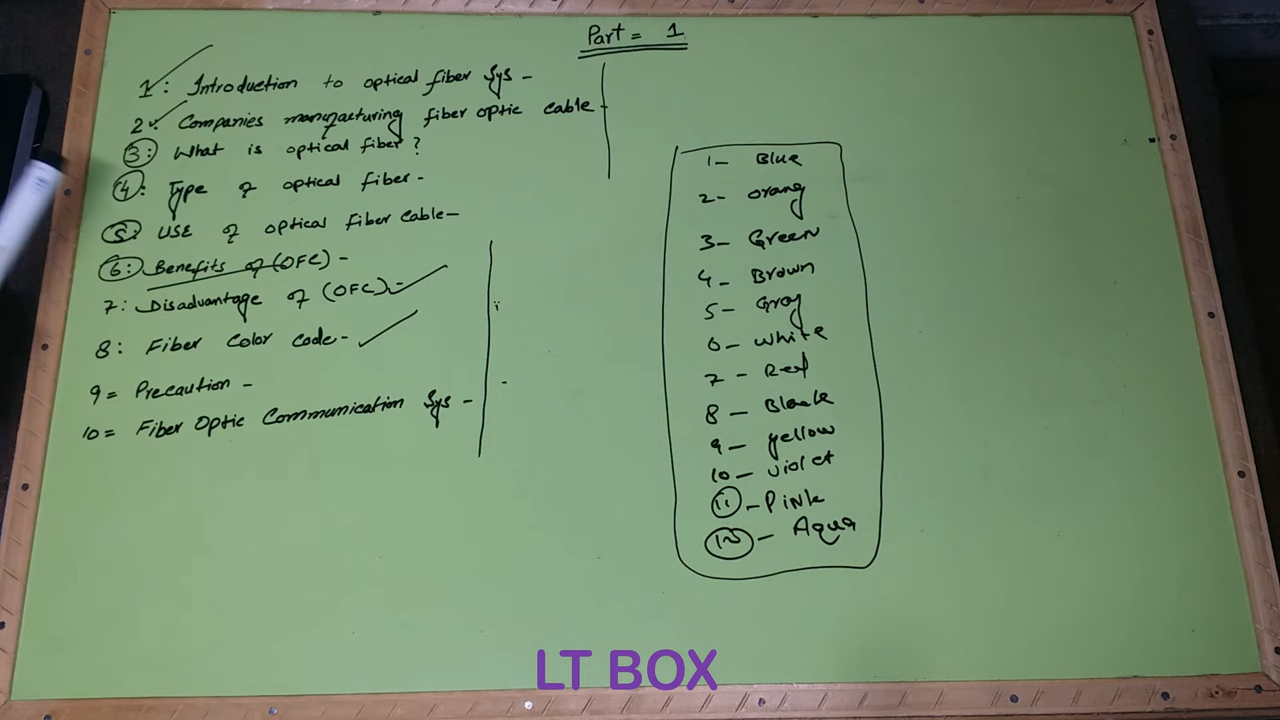 Part = 1
1: Introduction to optical fiber Sys -
2: Companies manufacturing fiber optic cable -
3: What is optical fiber?
4: Type of optical fiber -
5: USE of optical fiber cable -
6: Benefits of (OFC) -
7: Disadvantage of (OFC) -
8: Fiber Color Code -
9 = Precaution -
10 = Fiber Optic Communication Sys -
1 - Blue
2 - Orang
3 - Green
4 - Brown
5 - Gray
6 - White
7 - Red
8 - Black
9 - yellow
10 - Violet
11 - Pink
12 - Aqua
LT BOX